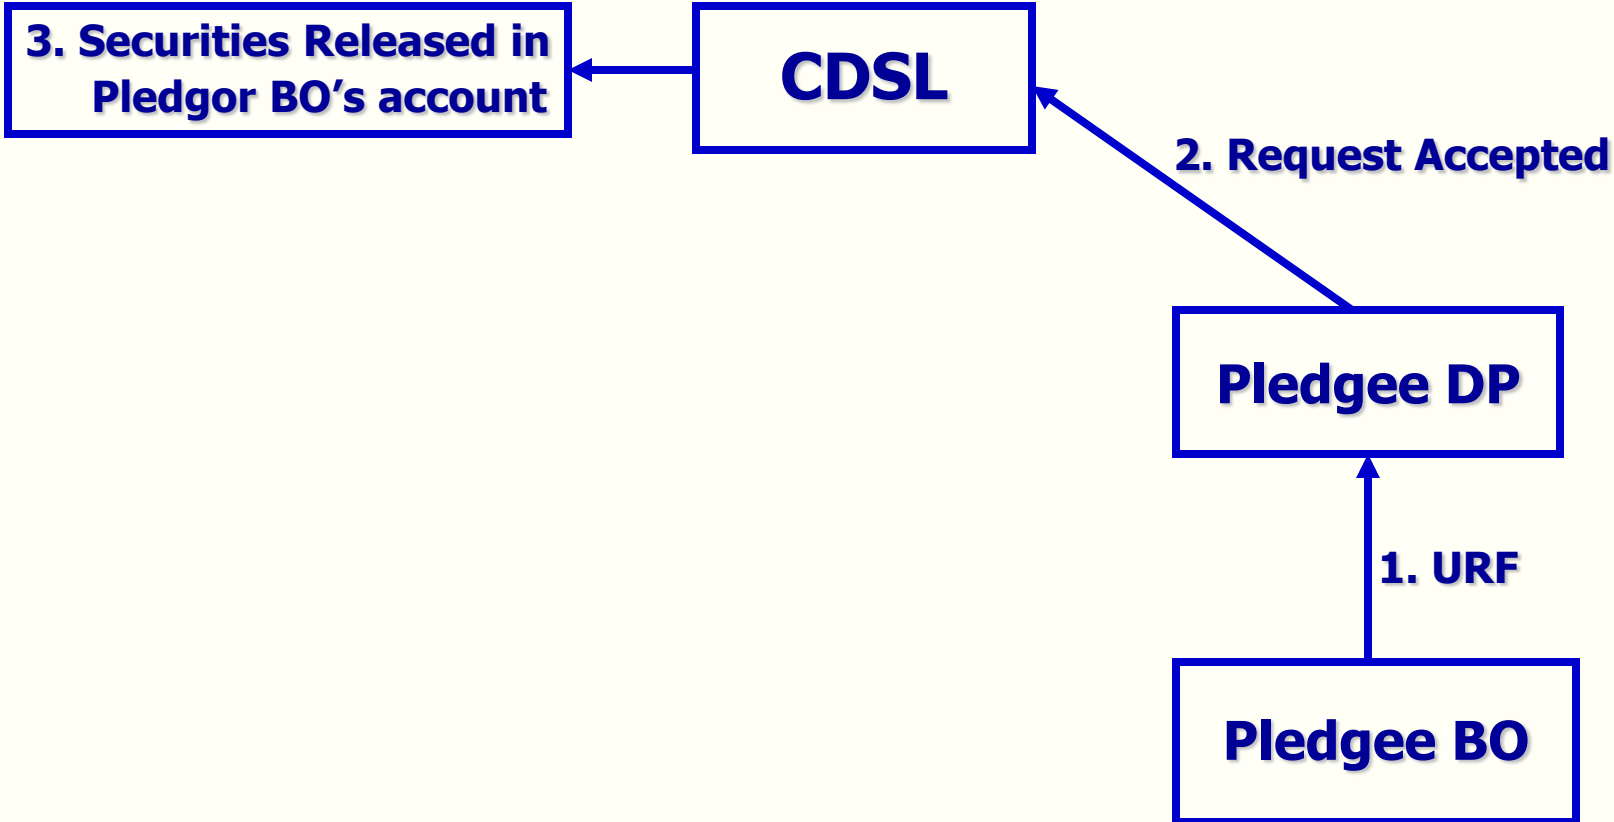 3. Securities Released in
Pledgor BO’s account
CDSL
2. Request Accepted
Pledgee DP
1. URF
Pledgee BO